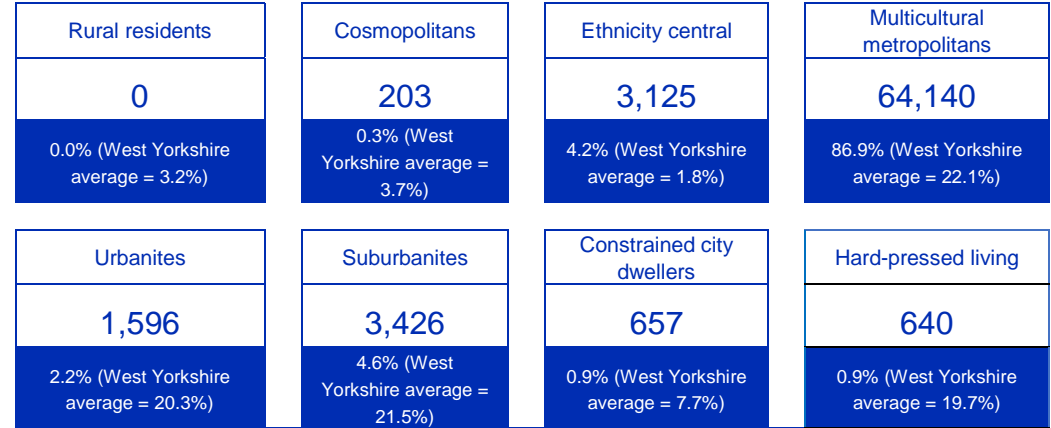 Rural residents
0
0.0% (West Yorkshire
average = 3.2%)
Cosmopolitans
203
0.3% (West
Yorkshire average =
3.7%)
Ethnicity central
3,125
4.2% (West Yorkshire
average = 1.8%)
Multicultural
metropolitans
64,140
86.9% (West Yorkshire
average = 22.1%)
Urbanites
1,596
2.2% (West Yorkshire
average = 20.3%)
Suburbanites
3,426
4.6% (West
Yorkshire average =
21.5%)
Constrained city
dwellers
657
0.9% (West Yorkshire
average = 7.7%)
Hard-pressed living
640
0.9% (West Yorkshire
average = 19.7%)